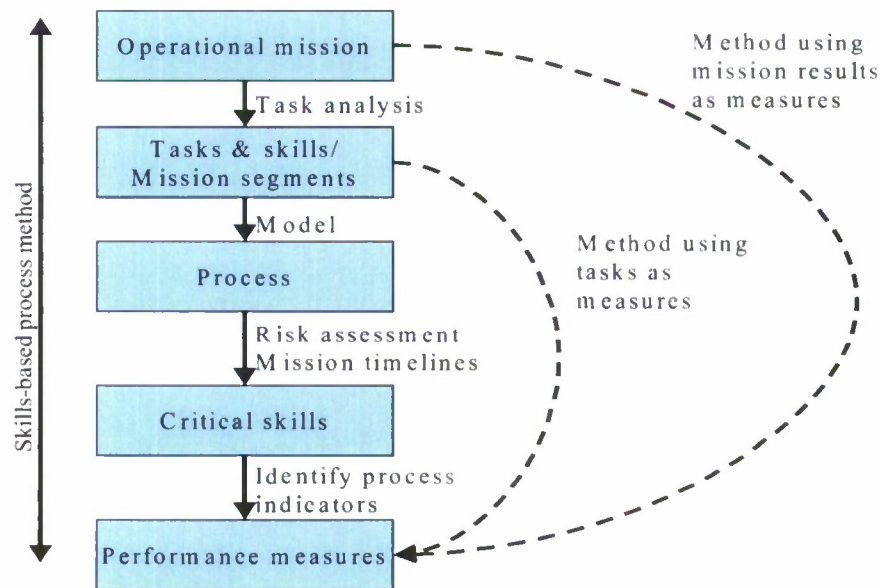 Operational mission
Task analysis
Tasks & skills/
Mission segments
Model
Process
Risk assessment
Mission timelines
Critical skills
Identify process
indicators
Performance measures
Skills-based process method
Method using
mission results
as measures
Method using
tasks as
measures